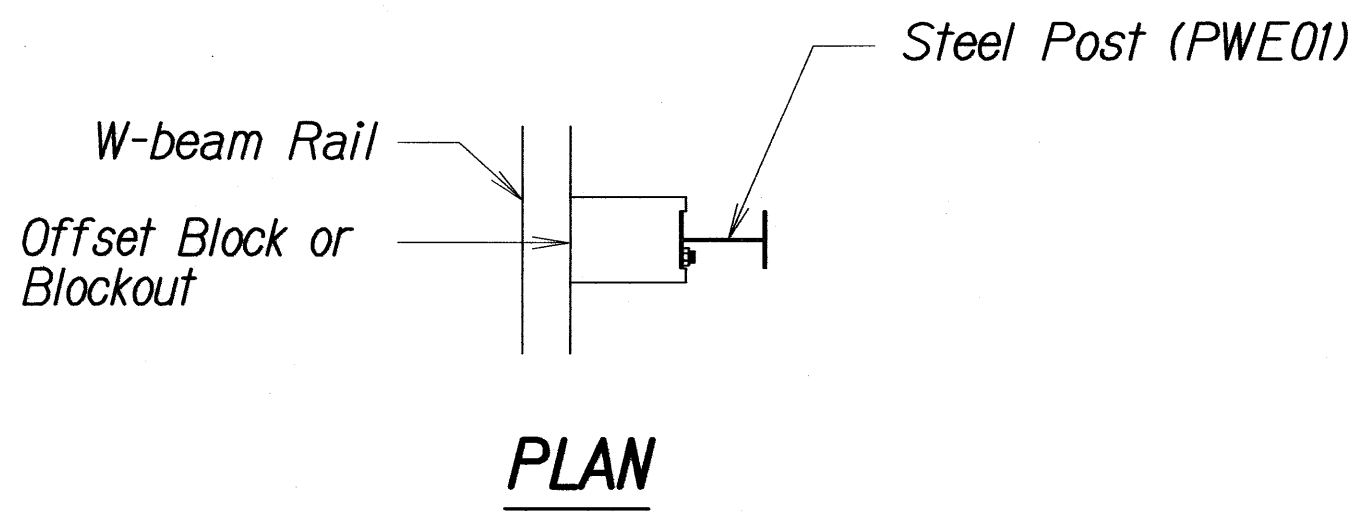 Steel Post (PWE01)
W-beam Rail
Offset Block or
Blockout
PLAN